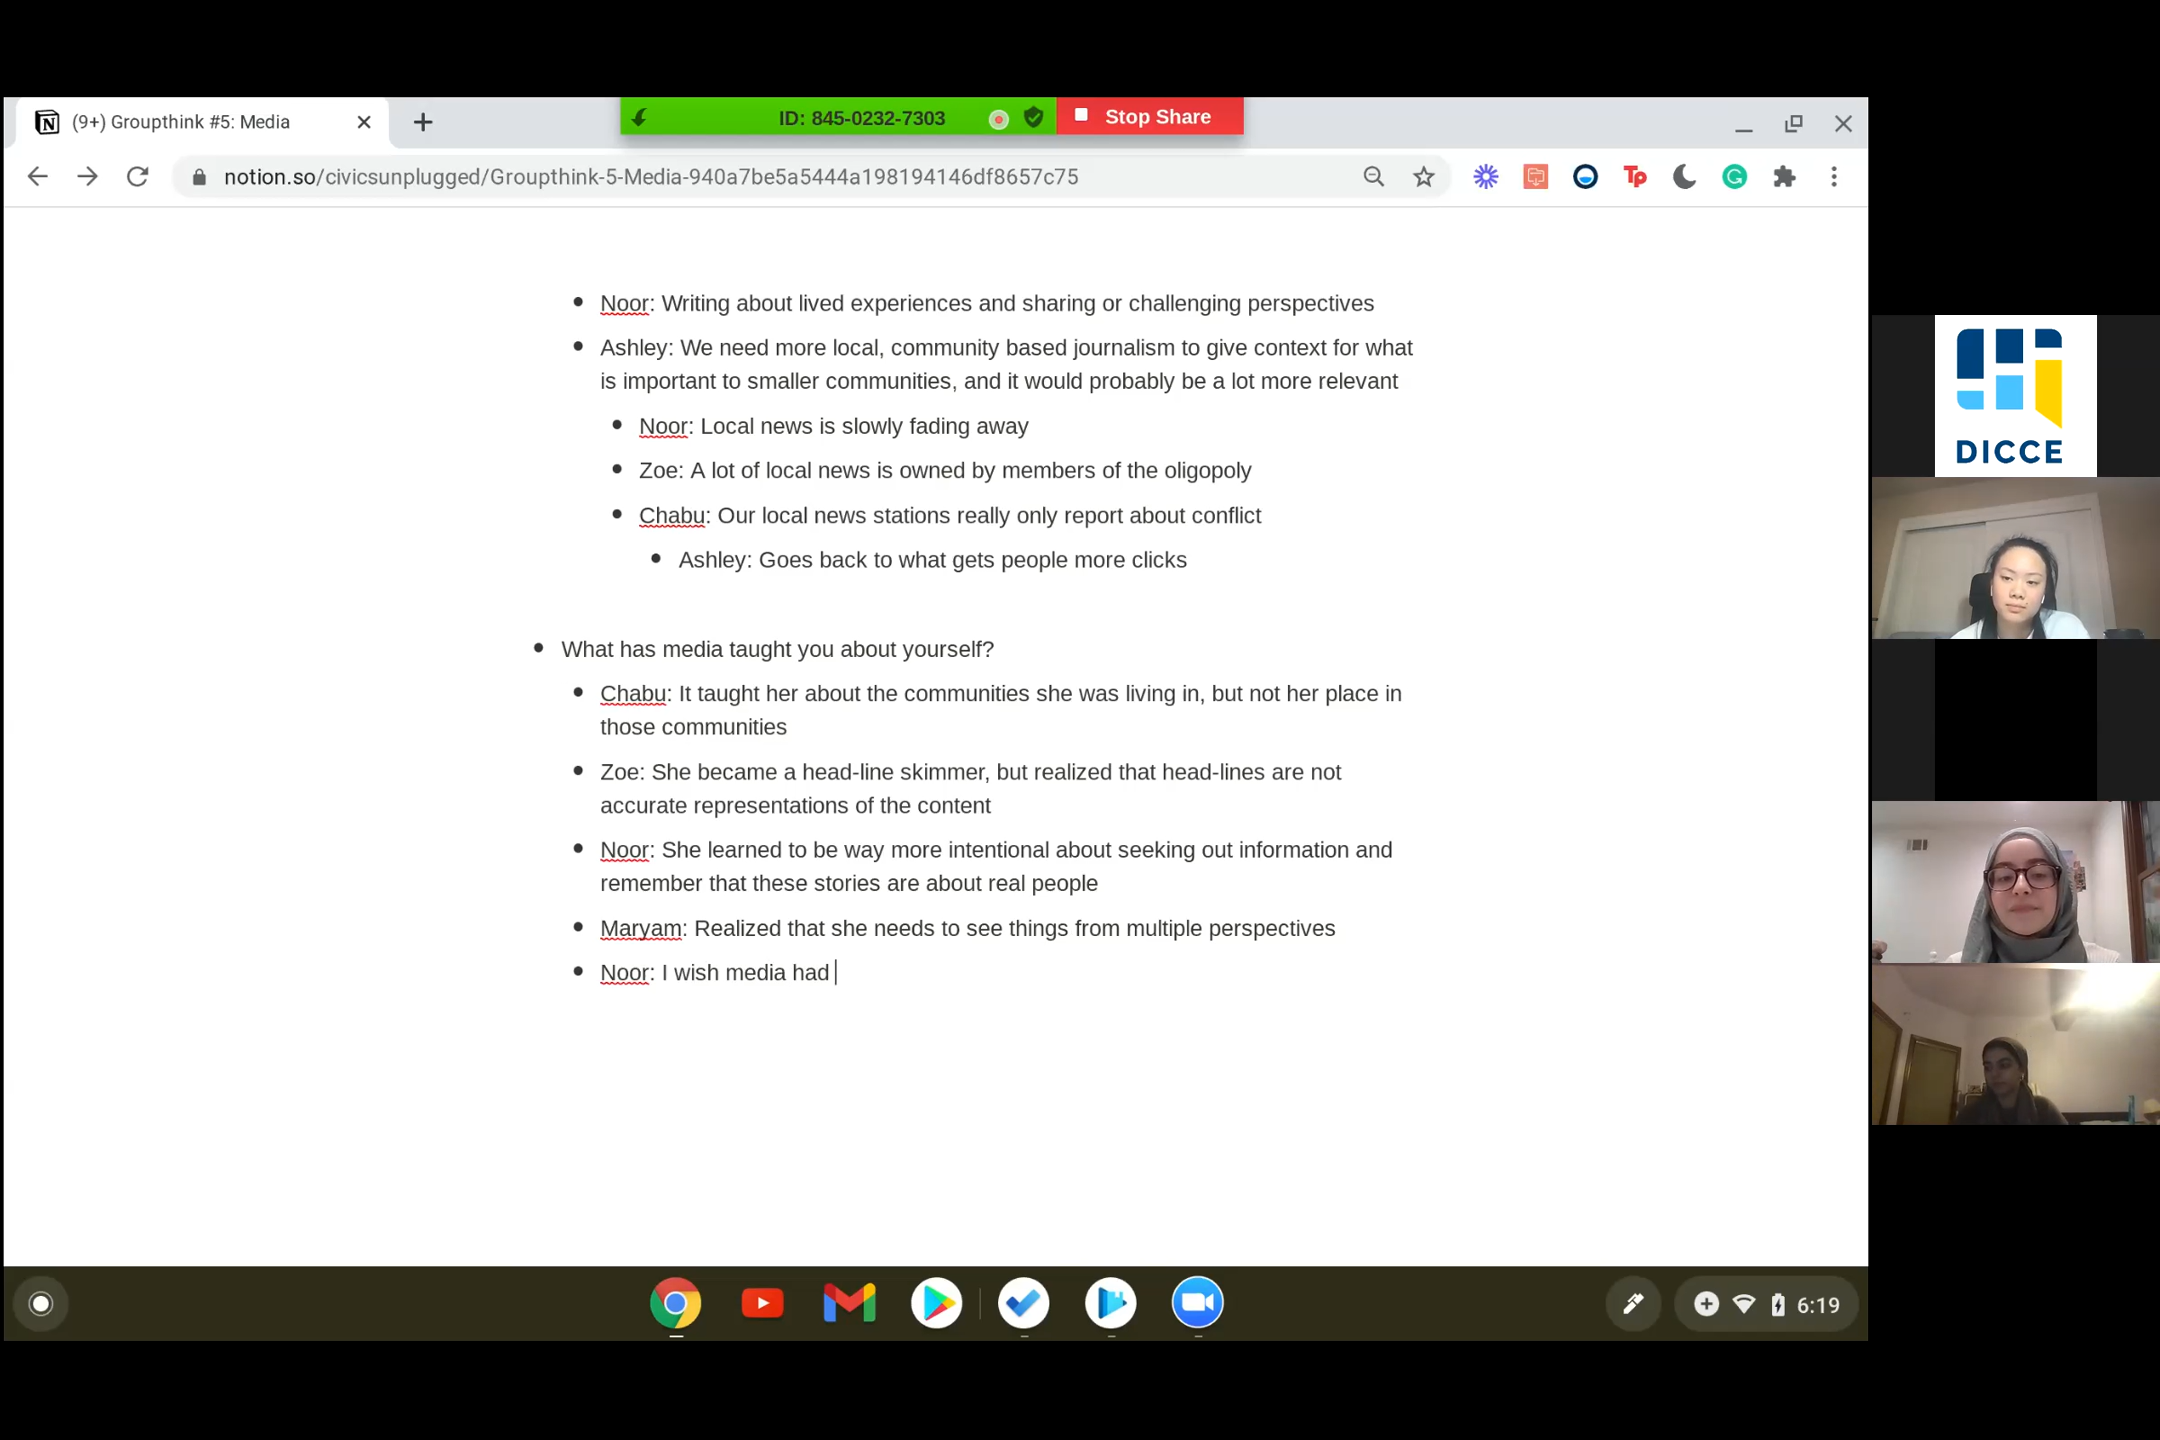 (9+) Groupthink #5: Media
ID: 845-0232-7303
Stop Share
notion.so/civicsunplugged/Groupthink-5-Media-940a7be5a5444a198194146df8657c75
Tp
Noor: Writing about lived experiences and sharing or challenging perspectives
Ashley: We need more local, community based journalism to give context for what
is important to smaller communities, and it would probably be a lot more relevant
Noor: Local news is slowly fading away
Zoe: A lot of local news is owned by members of the oligopoly
Chabu: Our local news stations really only report about conflict
Ashley: Goes back to what gets people more clicks
What has media taught you about yourself?
Chabu: It taught her about the communities she was living in, but not her place in
those communities
Zoe: She became a head-line skimmer, but realized that head-lines are not
accurate representations of the content
Noor: She learned to be way more intentional about seeking out information and
remember that these stories are about real people
Maryam: Realized that she needs to see things from multiple perspectives
Noor: I wish media had
DICCE
6:19